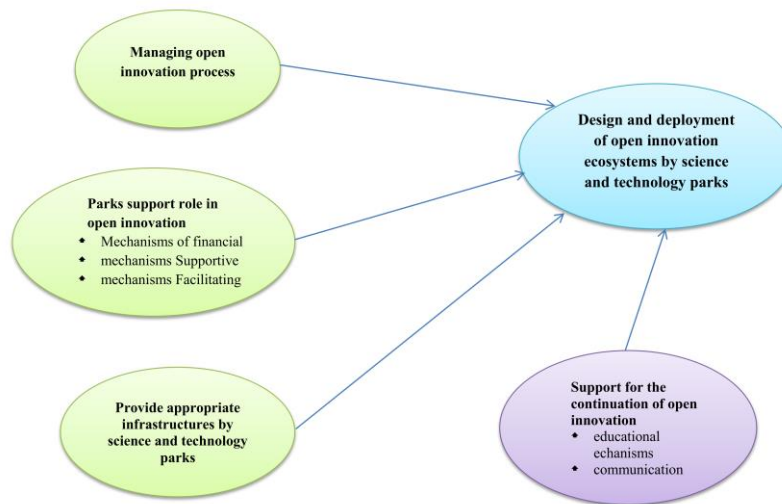 Managing open
innovation process
Design and deployment
of open innovation
ecosystems by science
and technology parks
Parks support role in
open innovation
Mechanisms of financial
mechanisms Supportive
mechanisms Facilitating
Provide appropriate
infrastructures by
science and technology
parks
Support for the
continuation of open
innovation
educational
echanisms
communication